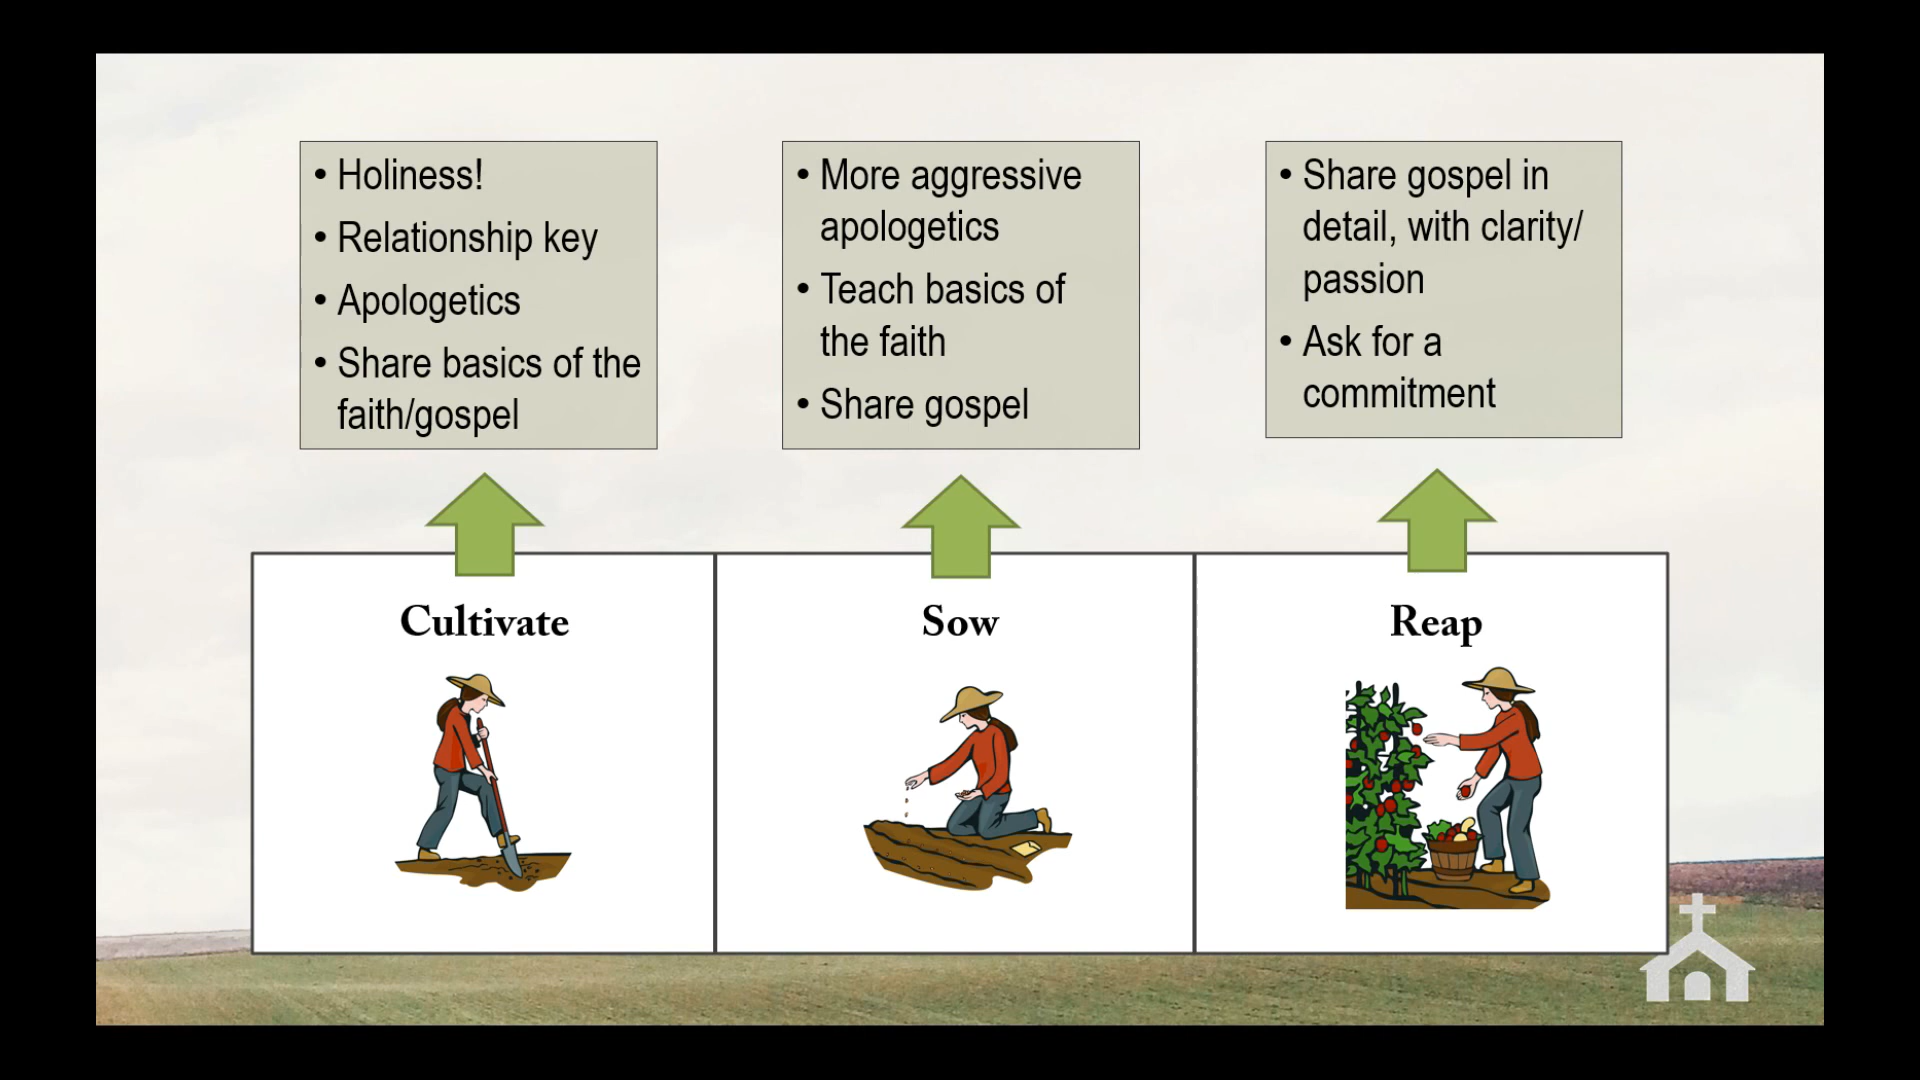 • Holiness!
• Relationship key
• Apologetics
• Share basics of the
faith/gospel
• More aggressive
apologetics
• Teach basics of
the faith
• Share gospel
• Share gospel in
detail, with clarity/
passion
• Ask for a
commitment
Cultivate
Sow
Reap